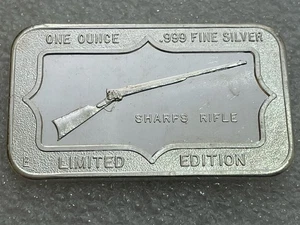 ONE OUNCE .999 FINE SILVER
SHARPS RIFLE
E LIMITED EDITION